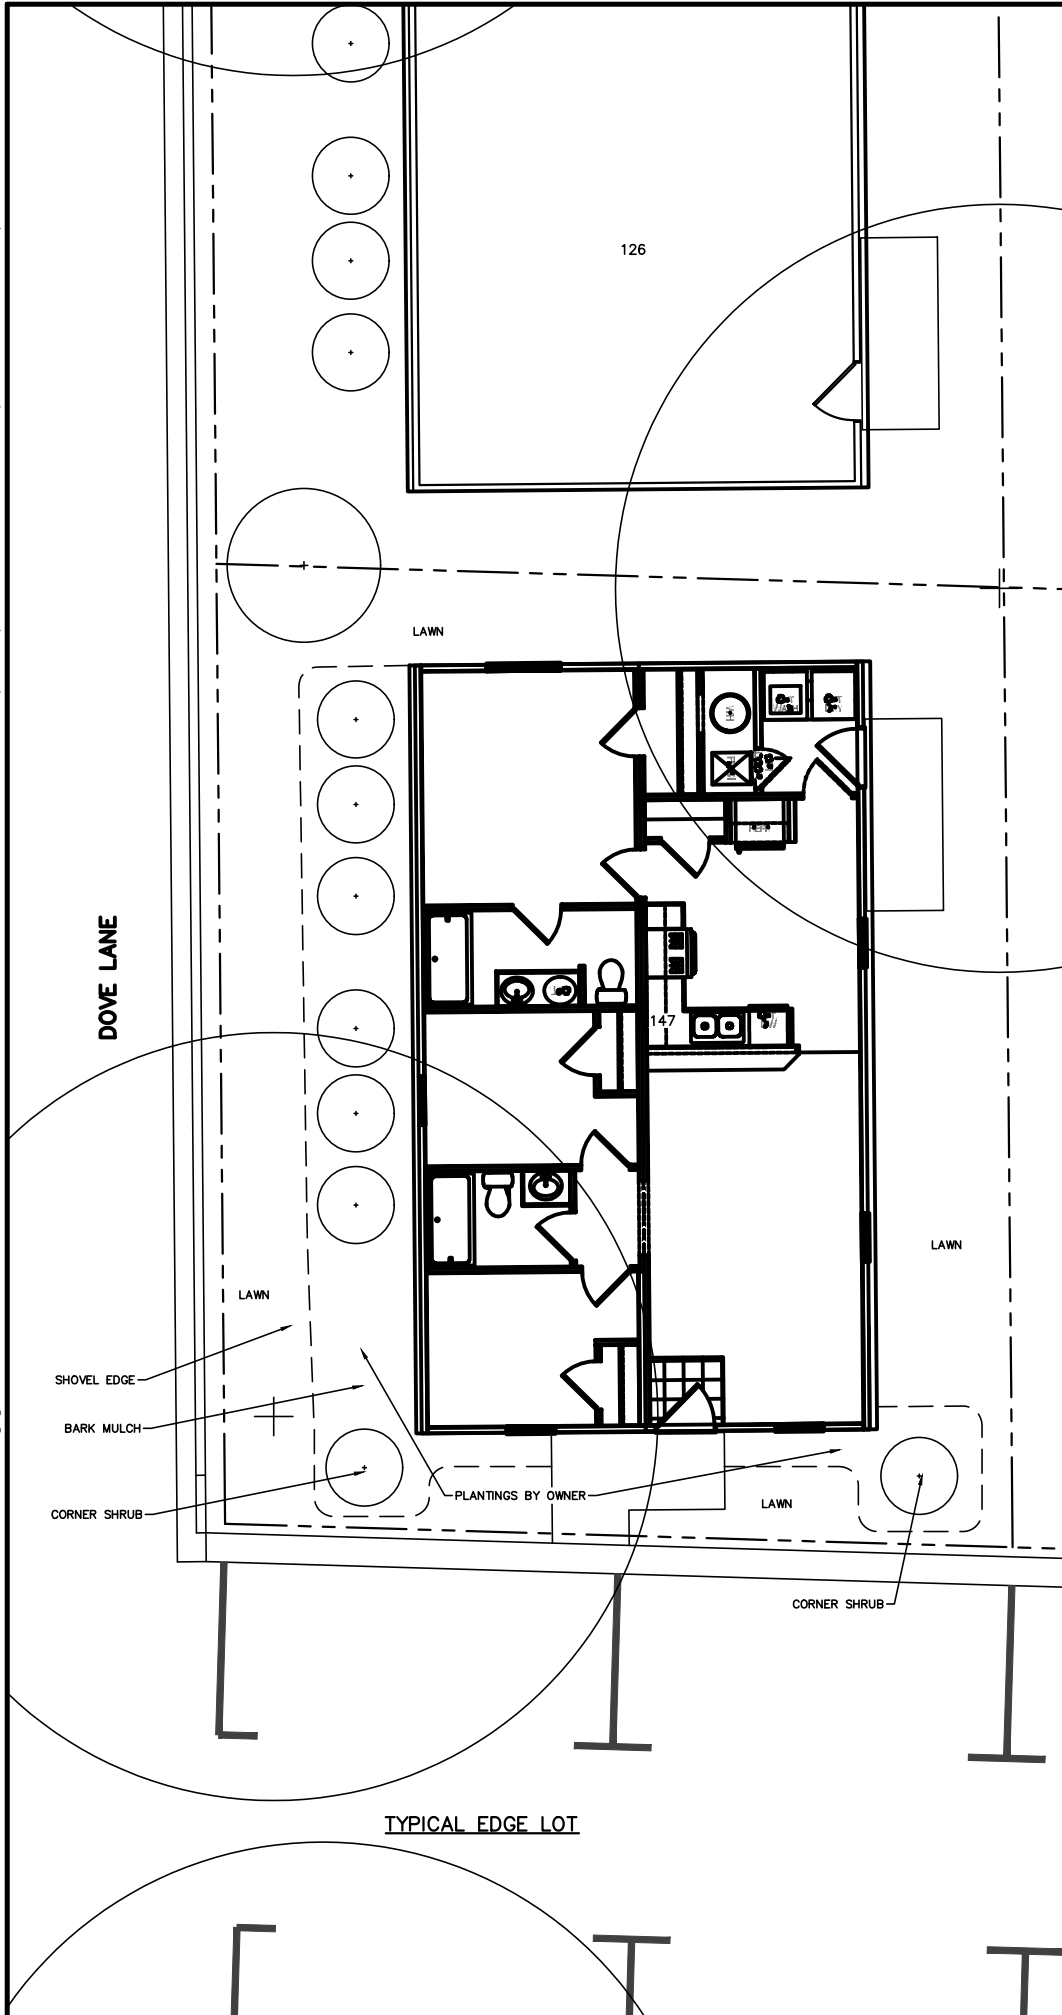 126
LAWN
DOVE LANE
147
LAWN
LAWN
SHOVEL EDGE
BARK MULCH
PLANTINGS BY OWNER
LAWN
CORNER SHRUB
CORNER SHRUB
TYPICAL EDGE LOT